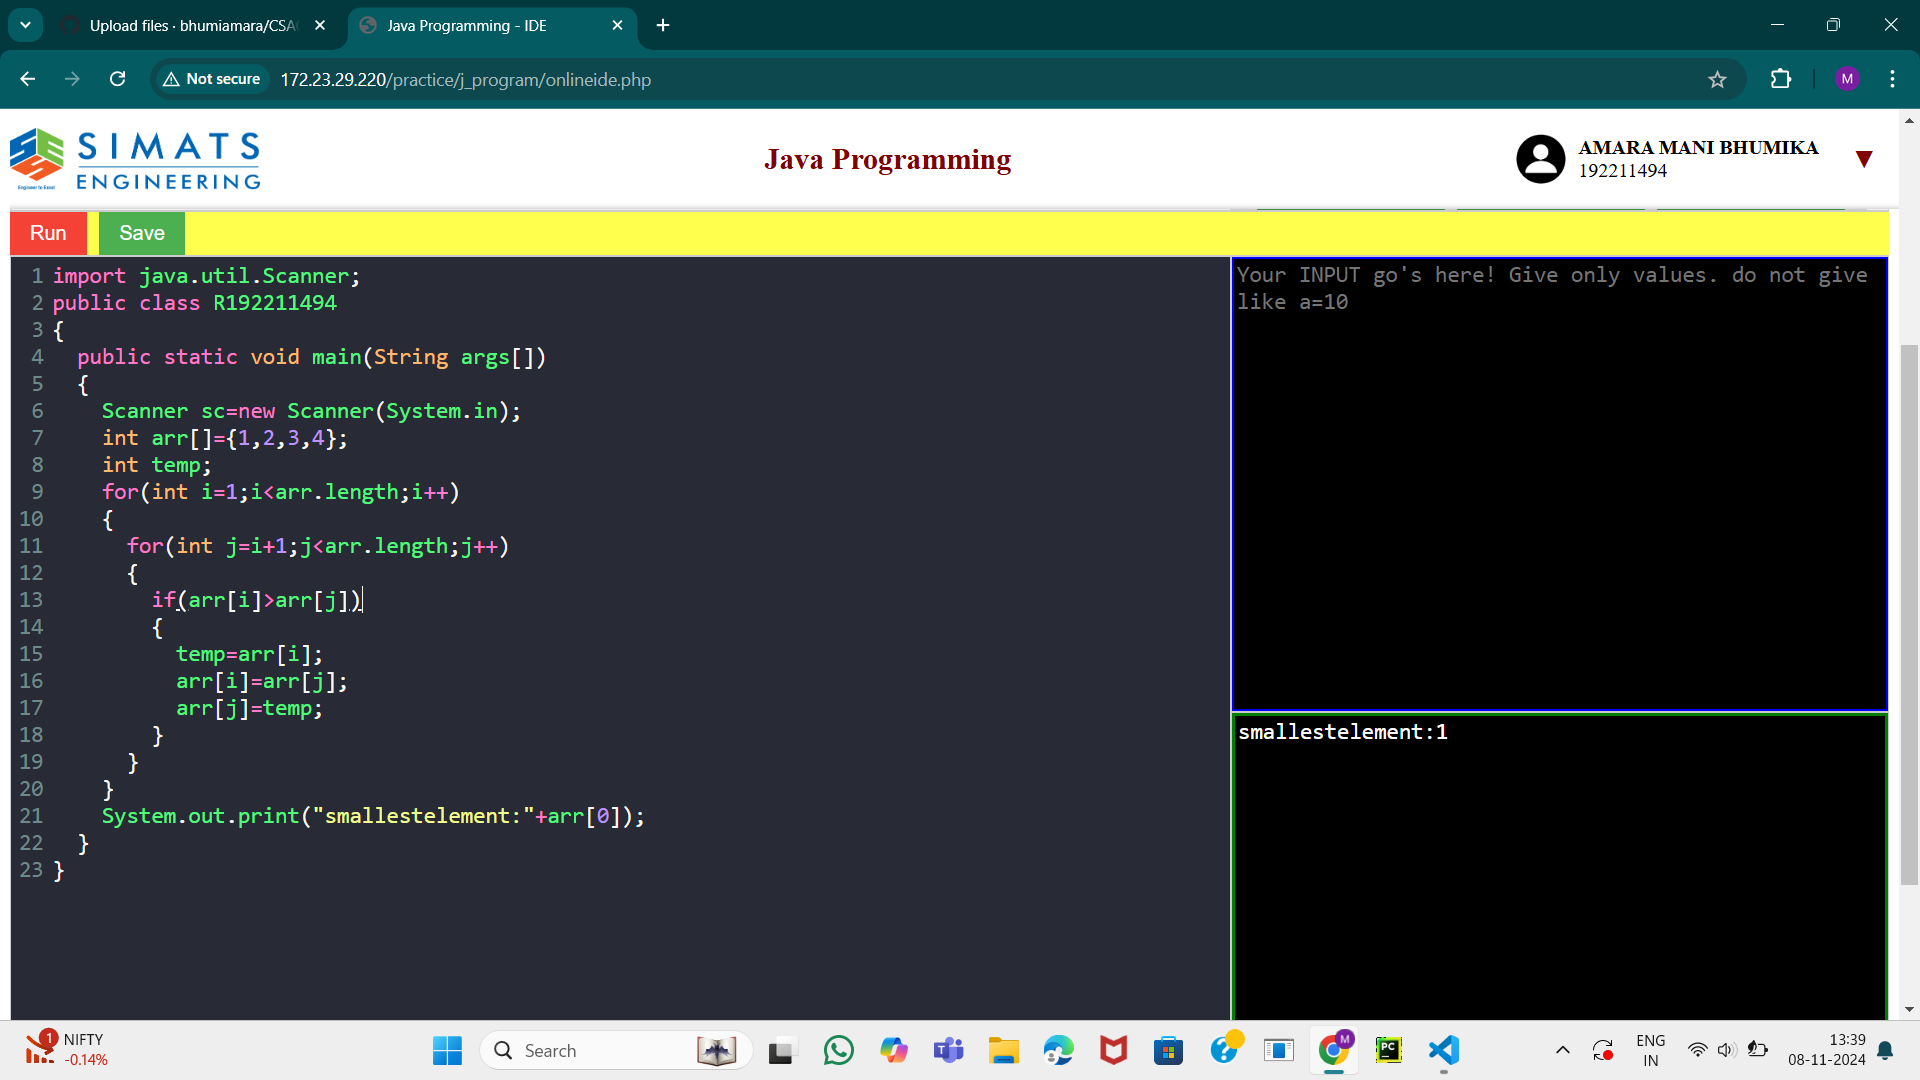 Upload files · bhumiamara/CSA
Java Programming - IDE
Not secure
172.23.29.220/practice/j_program/onlineide.php
M
SIMATS
ENGINEERING
Engineer to Excel
Java Programming
AMARA MANI BHUMIKA
192211494
Run
Save
1 import java.util.Scanner;
2 public class R192211494
3 {
4 public static void main(String args[])
5 {
6 Scanner sc=new Scanner(System.in);
7 int arr[]={1,2,3,4};
8 int temp;
9 for(int i=1;i<arr.length;i++)
10 {
11 for(int j=i+1;j<arr.length;j++)
12 {
13 if(arr[i]>arr[j])
14 {
15 temp=arr[i];
16 arr[i]=arr[j];
17 arr[j]=temp;
18 }
19 }
20 }
21 System.out.print("smallestelement:"+arr[0]);
22 }
23 }
Your INPUT go's here! Give only values. do not give
like a=10
smallestelement:1
1
NIFTY
-0.14%
Search
M
PC
ENG
IN
13:39
08-11-2024